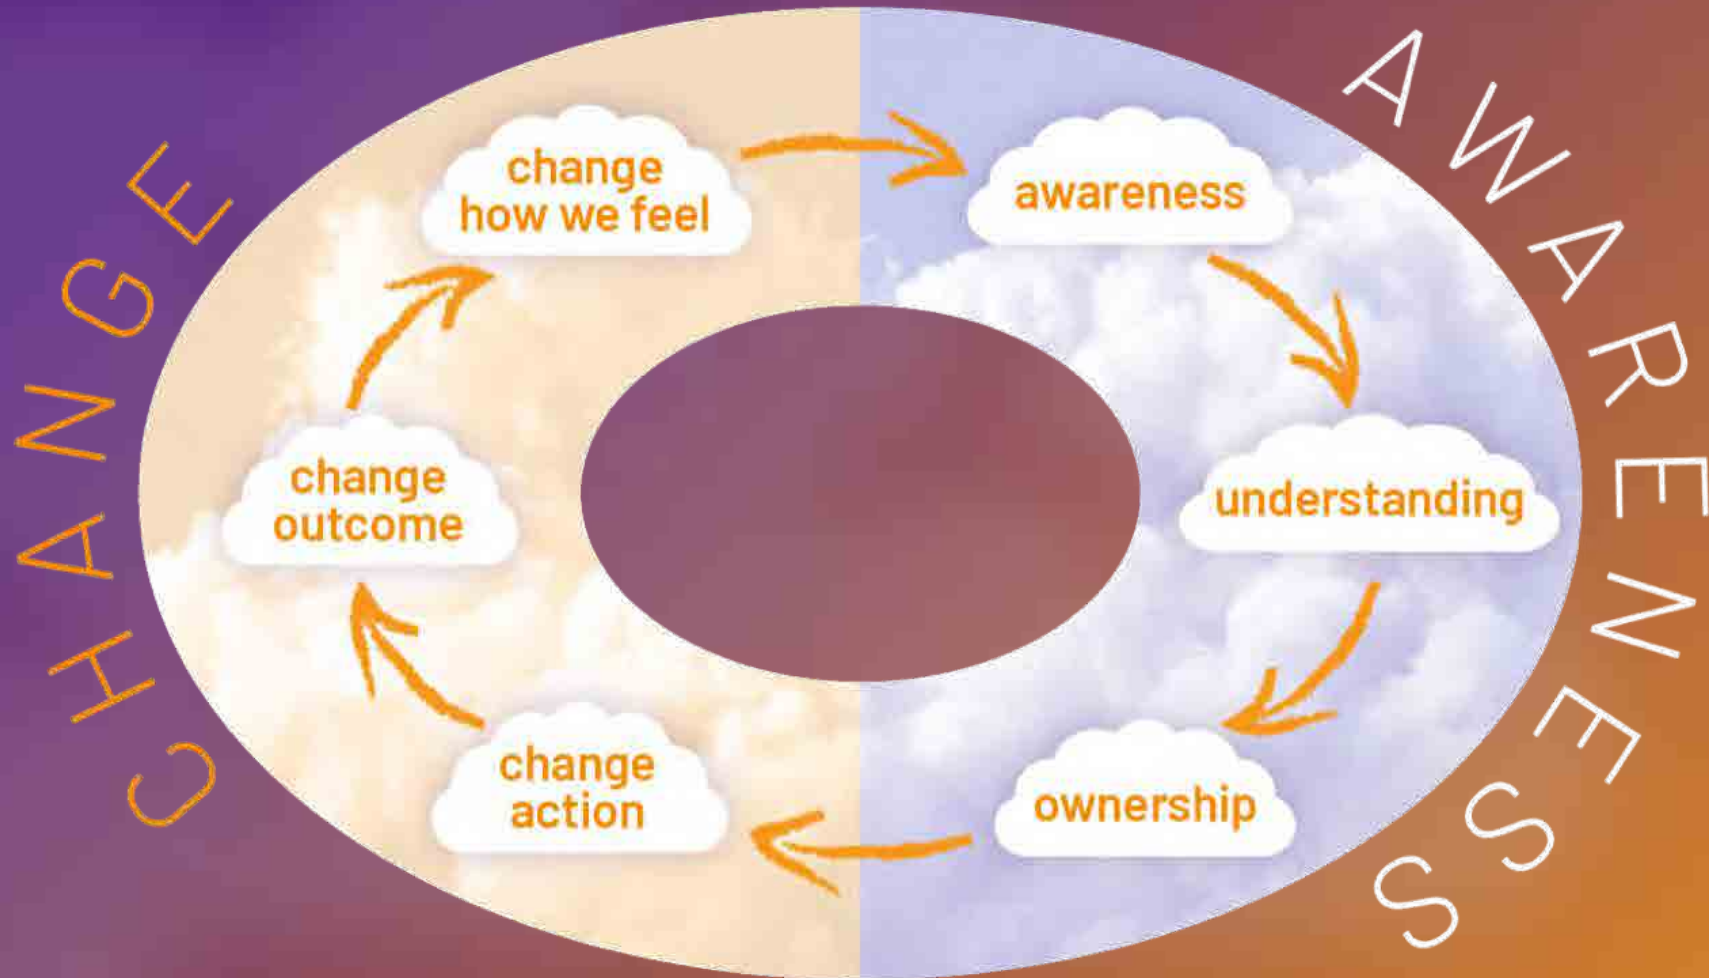 CHANGE
AWARENESS
change
how we feel
awareness
understanding
ownership
change
action
change
outcome